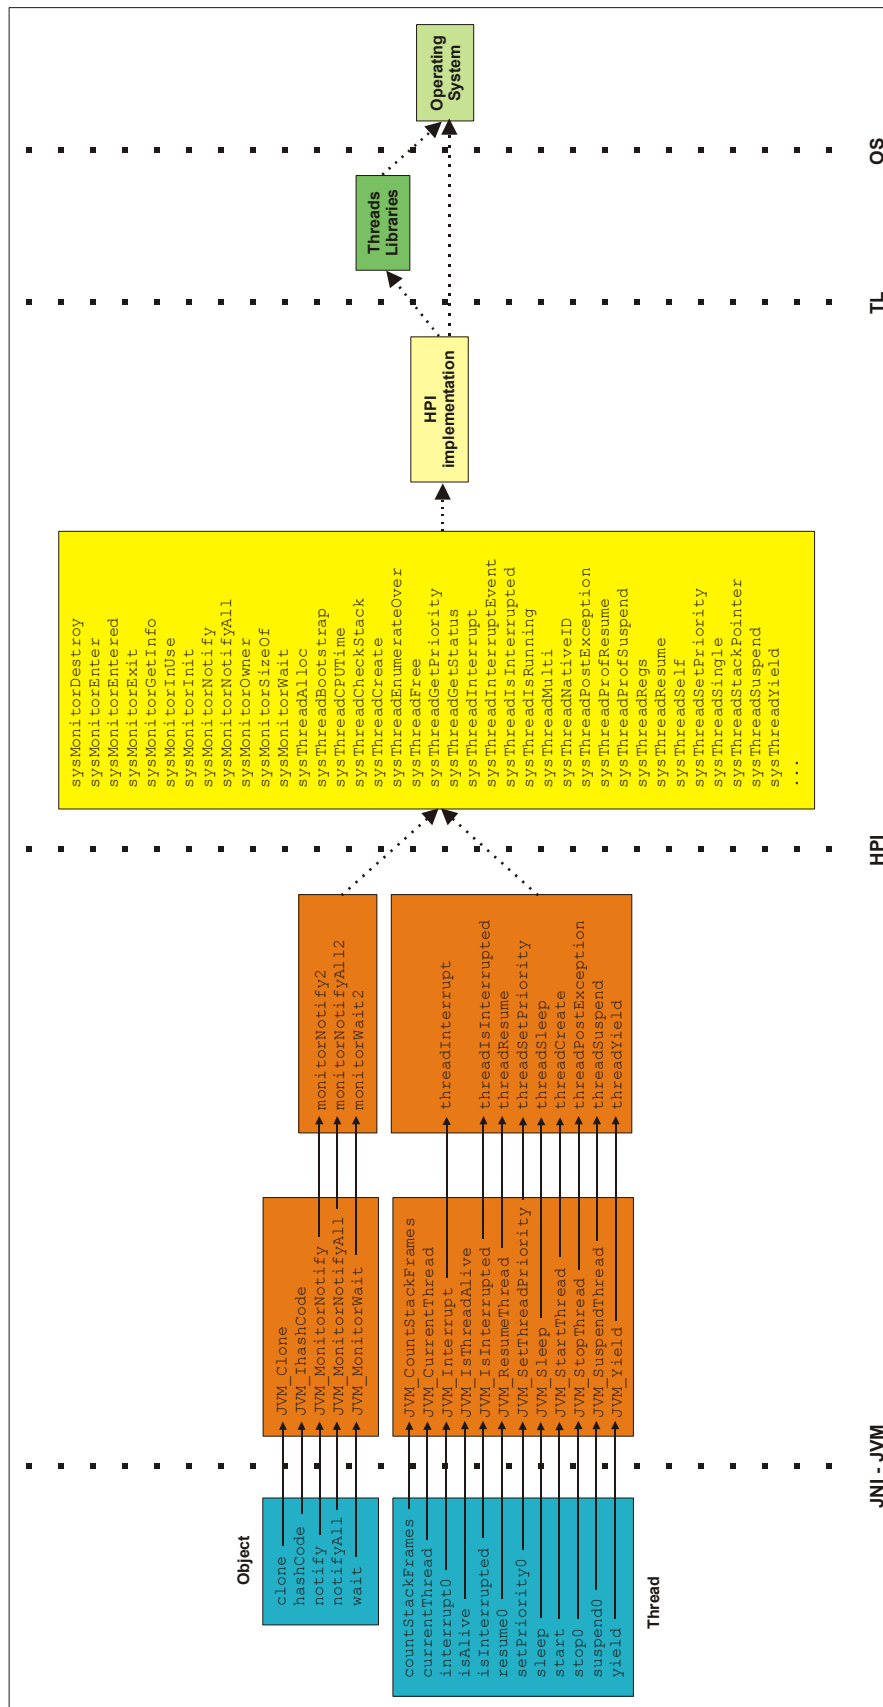 Object
clone
hashCode
notify
notifyAll
wait
countStackFrames
currentThread
interrupt0
isAlive
isInterrupted
resume0
setPriority0
sleep
start
stop0
suspend0
yield
Thread
JNI - JVM
JVM_Clone
JVM_IhashCode
JVM_MonitorNotify
JVM_MonitorNotifyAll
JVM_MonitorWait
JVM_CountStackFrames
JVM_CurrentThread
JVM_Interrupt
JVM_IsThreadAlive
JVM_IsInterrupted
JVM_ResumeThread
JVM_SetThreadPriority
JVM_Sleep
JVM_StartThread
JVM_StopThread
JVM_SuspendThread
JVM_Yield
monitorNotify2
monitorNotifyAll2
monitorWait2
threadInterrupt
threadIsInterrupted
threadResume
threadSetPriority
threadSleep
threadCreate
threadPostException
threadSuspend
threadYield
HPI
sysMonitorDestroy
sysMonitorEnter
sysMonitorEntered
sysMonitorExit
sysMonitorGetInfo
sysMonitorInUse
sysMonitorInit
sysMonitorNotify
sysMonitorNotifyAll
sysMonitorOwner
sysMonitorSizeOf
sysMonitorWait
sysThreadAlloc
sysThreadBootstrap
sysThreadCPUTime
sysThreadCheckStack
sysThreadCreate
sysThreadEnumerateOver
sysThreadFree
sysThreadGetPriority
sysThreadGetStatus
sysThreadInterrupt
sysThreadInterruptEvent
sysThreadIsInterrupted
sysThreadIsRunning
sysThreadMulti
sysThreadNativeID
sysThreadPostException
sysThreadProfResume
sysThreadProfSuspend
sysThreadRegs
sysThreadResume
sysThreadSelf
sysThreadSetPriority
sysThreadSingle
sysThreadStackPointer
sysThreadSuspend
sysThreadYield
...
HPI
implementation
TL
Threads
Libraries
OS
Operating
System